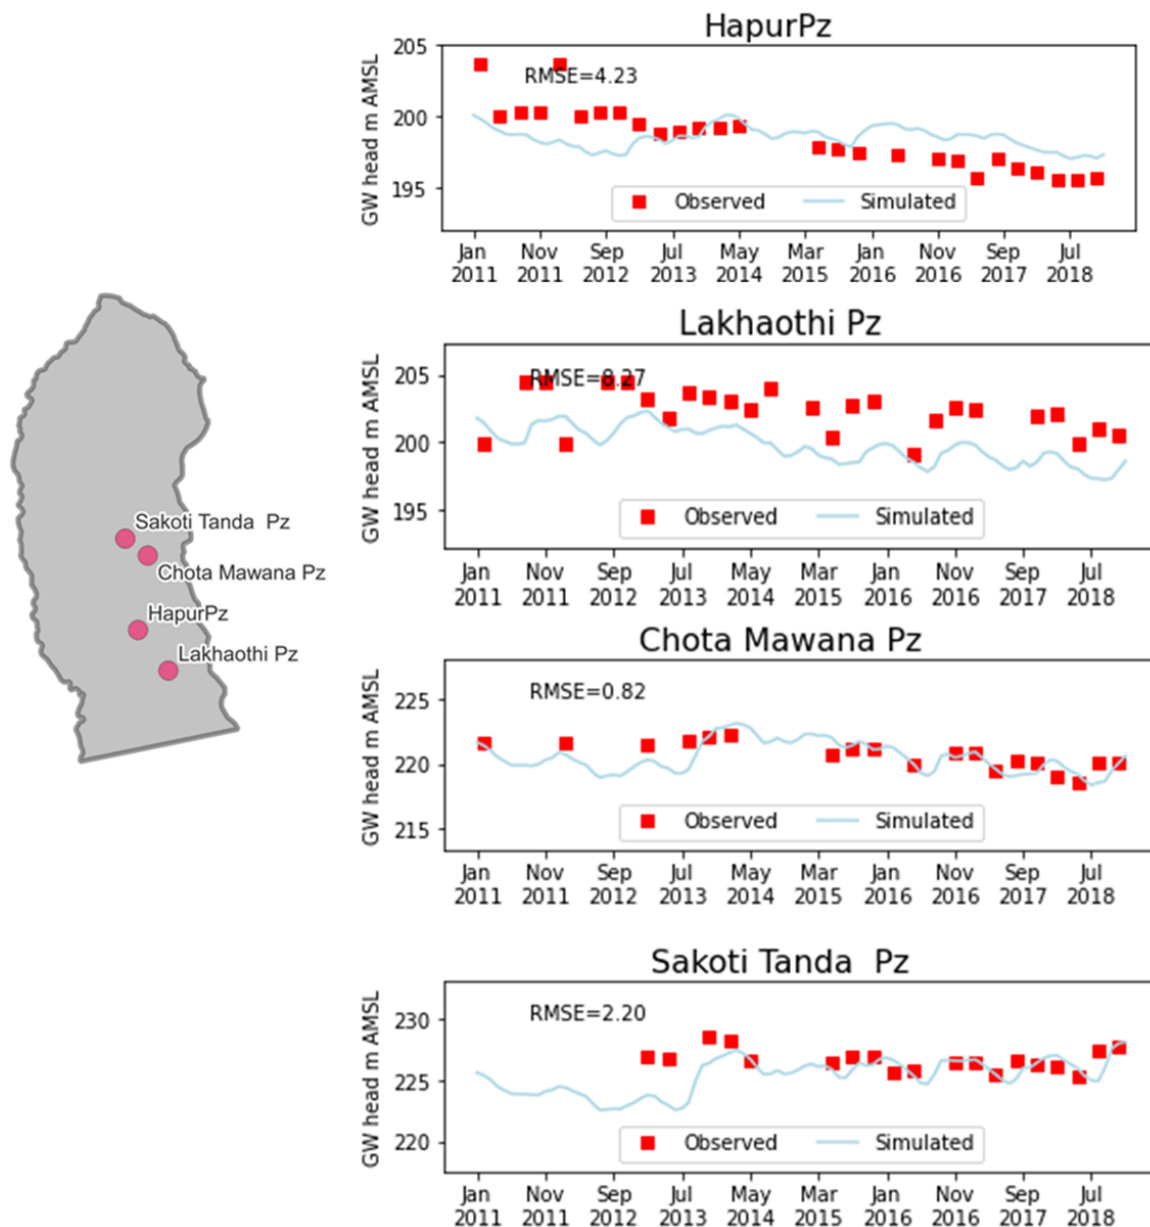 HapurPz
GW head m AMSL
205
200
195
RMSE=4.23
Observed
Simulated
Jan Nov Sep Jul May Mar Jan Nov Sep Jul
2011 2011 2012 2013 2014 2015 2016 2016 2017 2018
Lakhaothi Pz
GW head m AMSL
205
200
195
RMSE=8.27
Observed
Simulated
Jan Nov Sep Jul May Mar Jan Nov Sep Jul
2011 2011 2012 2013 2014 2015 2016 2016 2017 2018
Sakoti Tanda  Pz
Chota Mawana Pz
HapurPz
Lakhaothi Pz
Chota Mawana Pz
GW head m AMSL
225
220
215
RMSE=0.82
Observed
Simulated
Jan Nov Sep Jul May Mar Jan Nov Sep Jul
2011 2011 2012 2013 2014 2015 2016 2016 2017 2018
Sakoti Tanda  Pz
GW head m AMSL
230
225
220
RMSE=2.20
Observed
Simulated
Jan Nov Sep Jul May Mar Jan Nov Sep Jul
2011 2011 2012 2013 2014 2015 2016 2016 2017 2018